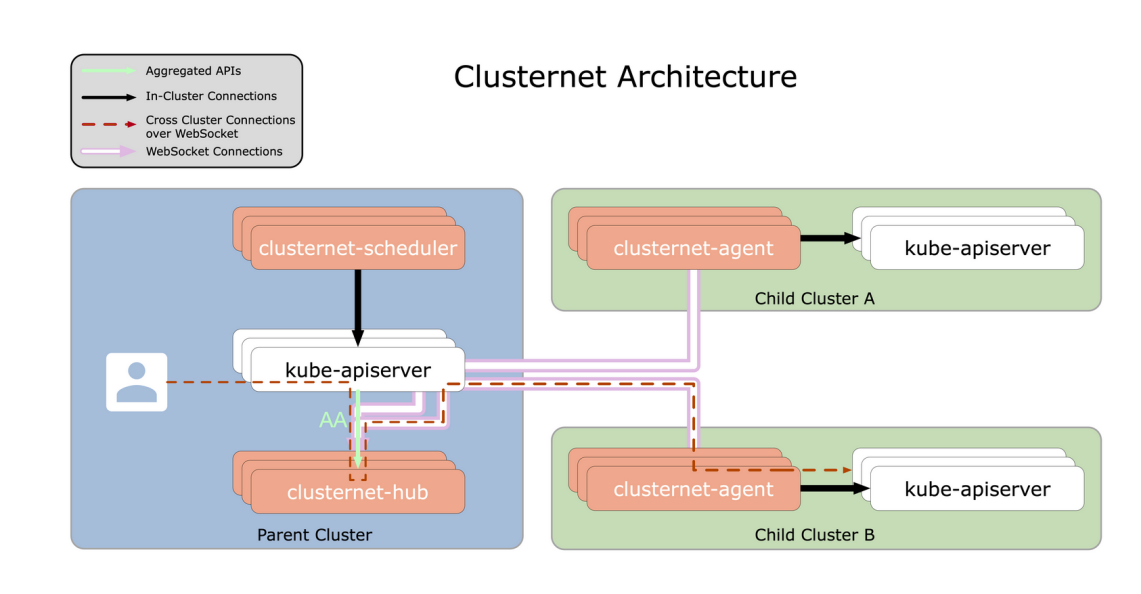 Clusternet Architecture
Aggregated APIs
In-Cluster Connections
Cross Cluster Connections
over WebSocket
WebSocket Connections
clusternet-scheduler
kube-apiserver
AA
clusternet-hub
Parent Cluster
clusternet-agent
kube-apiserver
Child Cluster A
clusternet-agent
kube-apiserver
Child Cluster B